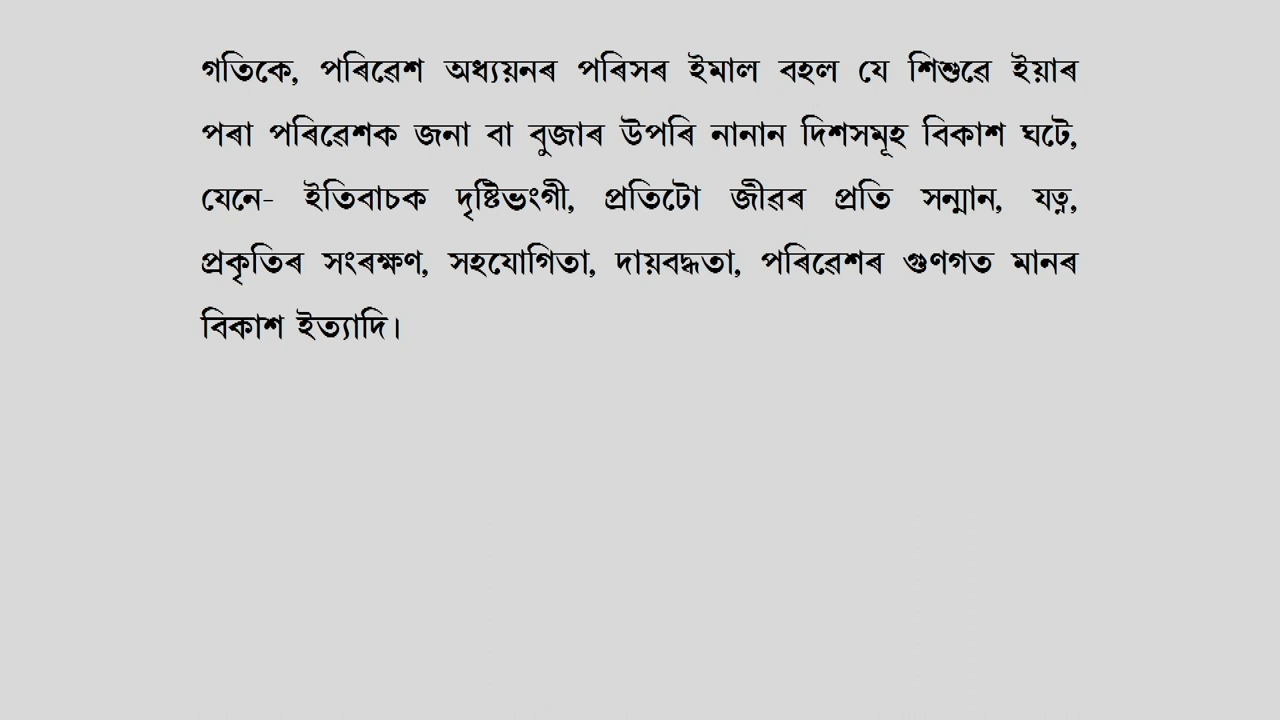 গতিকে, পৰিৱেশ অধ্যয়নৰ পৰিসৰ ইমাল বহল যে শিশুৱে ইয়াৰ
পৰা পৰিৱেশক জনা বা বুজাৰ উপৰি নানান দিশসমূহ বিকাশ ঘটে,
যেনে- ইতিবাচক দৃষ্টিভংগী, প্ৰতিটো জীৱৰ প্ৰতি সন্মান, যত্ন,
প্ৰকৃতিৰ সংৰক্ষণ, সহযোগিতা, দায়বদ্ধতা, পৰিৱেশৰ গুণগত মানৰ
বিকাশ ইত্যাদি।